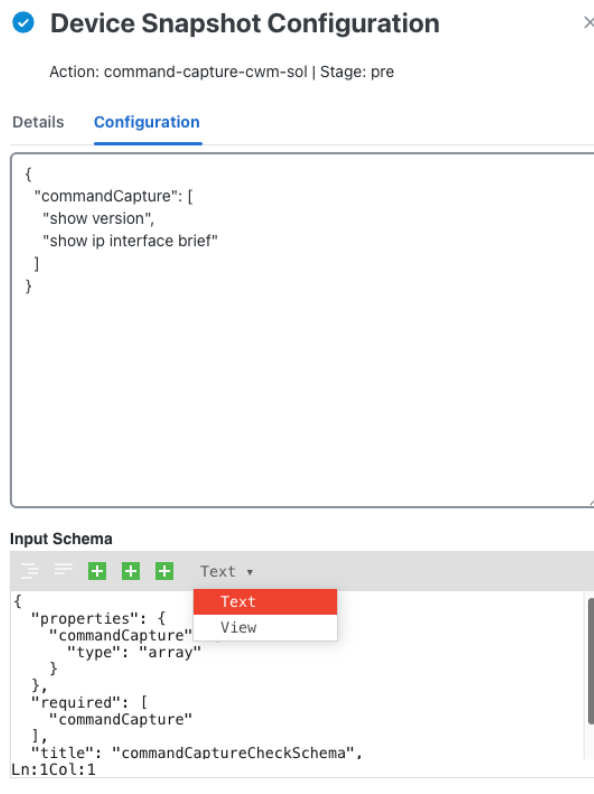 Device Snapshot Configuration
Action: command-capture-cwm-sol | Stage: pre
Details Configuration
{
"commandCapture": [
"show version",
"show ip interface brief"
]
}
Input Schema
Text
Text
View
{
"properties": {
"commandCapture"
"type": "array"
}
},
"required": [
"commandCapture"
],
"title": "commandCaptureCheckSchema",
Ln:1Col:1